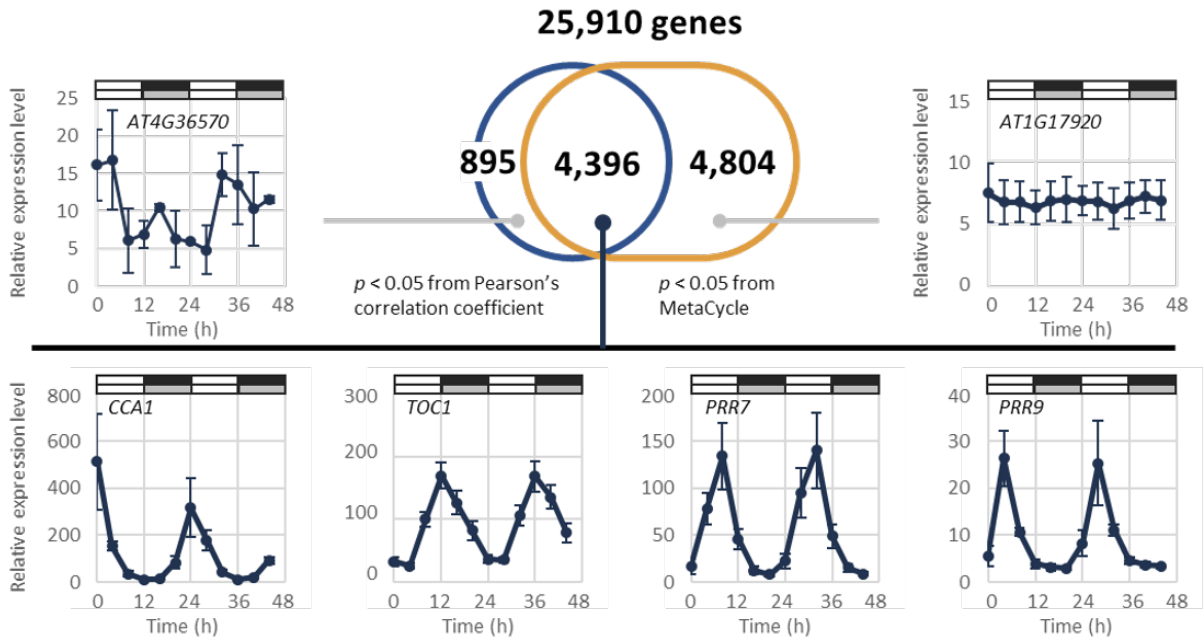 25,910 genes
Relative expression level
25
20
15
10
5
0
AT4G36570
0 12 24 36 48
Time (h)
895
4,396
4,804
p < 0.05 from Pearson's
correlation coefficient
p < 0.05 from
MetaCycle
Relative expression level
15
10
5
0
AT1G17920
0 12 24 36 48
Time (h)
Relative expression level
800
600
400
200
0
CCA1
0 12 24 36 48
Time (h)
300
200
100
0
TOC1
0 12 24 36 48
Time (h)
200
150
100
50
0
PRR7
0 12 24 36 48
Time (h)
40
30
20
10
0
PRR9
0 12 24 36 48
Time (h)